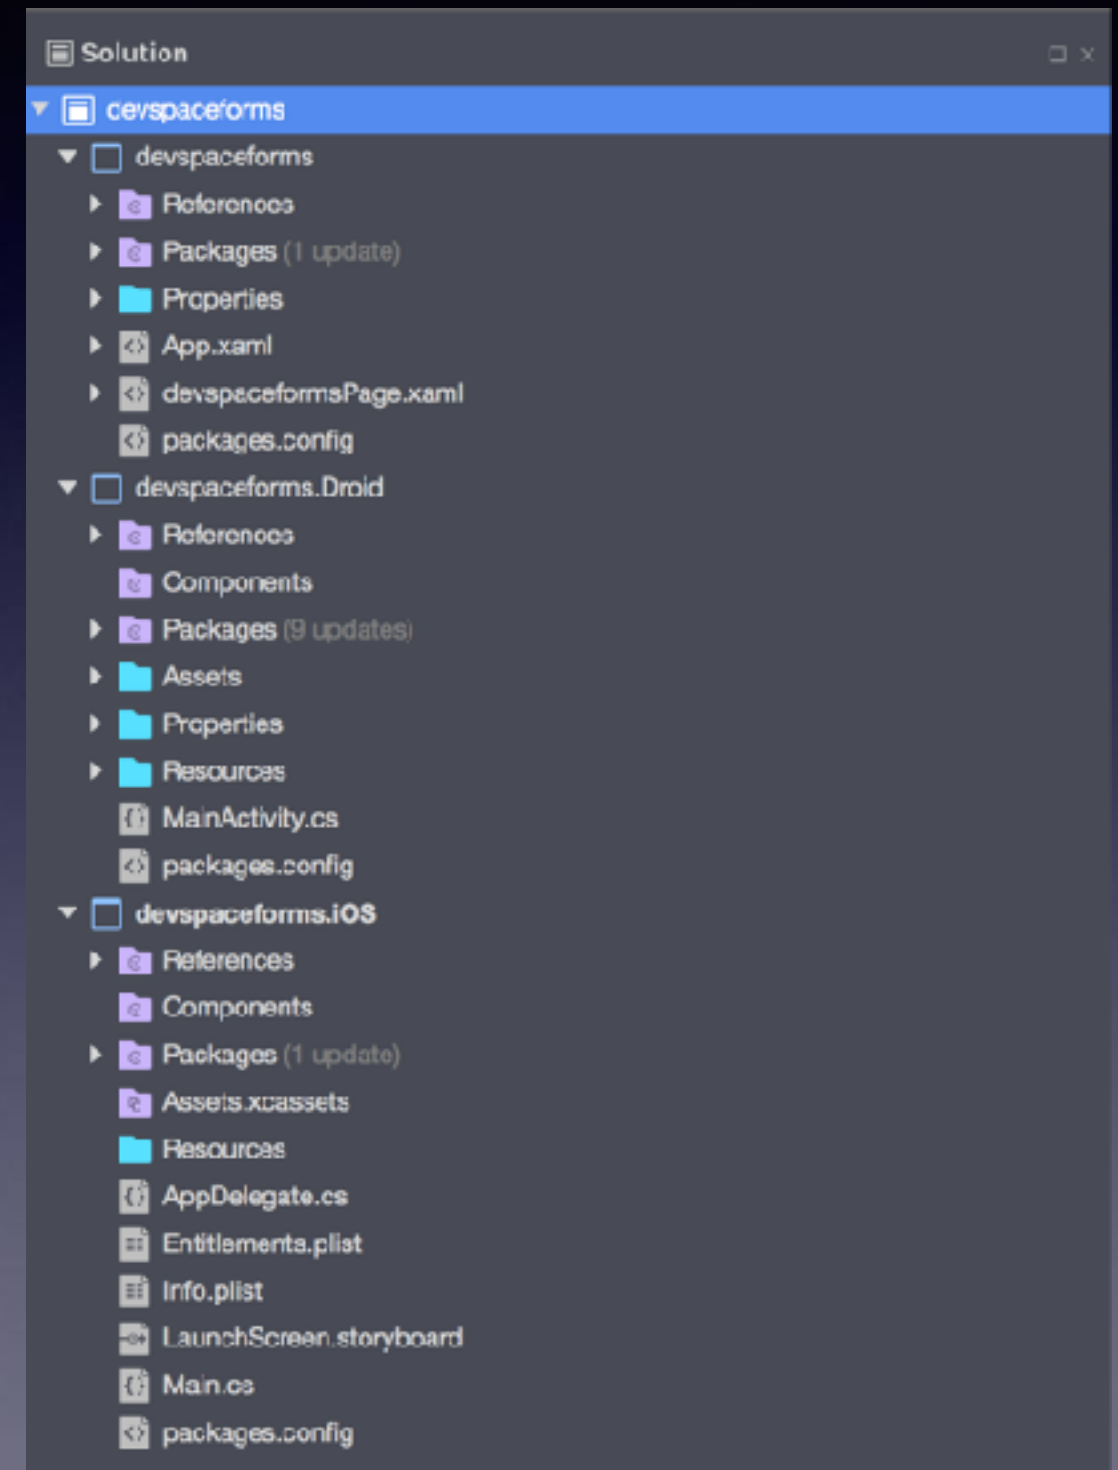 Solution
devspaceforms
devspaceforms
References
Packages (1 update)
Properties
App.xaml
devspaceformsPage.xaml
packages.config
devspaceforms.Droid
References
Components
Packages (9 updates)
Assets
Properties
Resources
MainActivity.cs
packages.config
devspaceforms.iOS
References
Components
Packages (1 update)
Assets.xcassets
Resources
AppDelegate.cs
Entitlements.plist
Info.plist
LaunchScreen.storyboard
Main.cs
packages.config